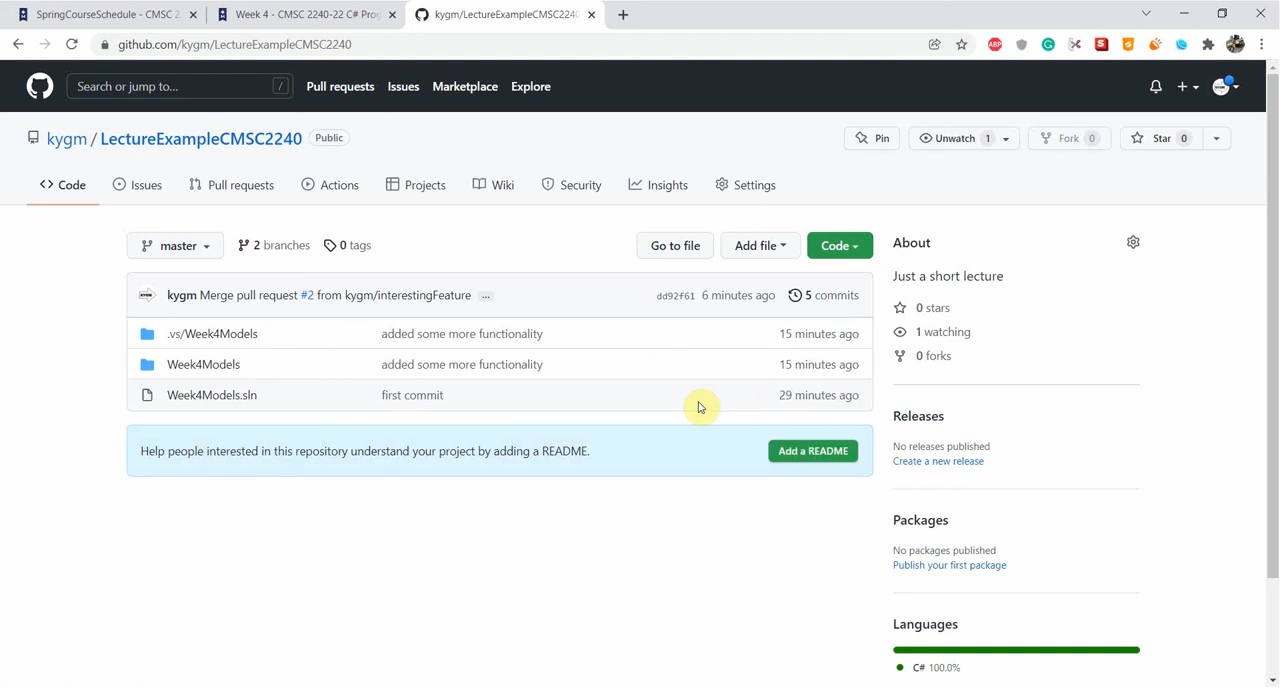 SpringCourseSchedule - CMSC 2
Week 4 - CMSC 2240-22 C# Prog
kygm/LectureExampleCMSC2240
github.com/kygm/LectureExampleCMSC2240
Search or jump to...
/
Pull requests
Issues
Marketplace
Explore
kygm / LectureExampleCMSC2240
Public
Pin
Unwatch 1
Fork 0
Star 0
Code
Issues
Pull requests
Actions
Projects
Wiki
Security
Insights
Settings
master
2 branches
0 tags
Go to file
Add file
Code
kygm Merge pull request #2 from kygm/interestingFeature ...
dd92f61 6 minutes ago
5 commits
.vs/Week4Models added some more functionality 15 minutes ago
Week4Models added some more functionality 15 minutes ago
Week4Models.sln first commit 29 minutes ago
Help people interested in this repository understand your project by adding a README.
Add a README
About
Just a short lecture
0 stars
1 watching
0 forks
Releases
No releases published
Create a new release
Packages
No packages published
Publish your first package
Languages
C# 100.0%